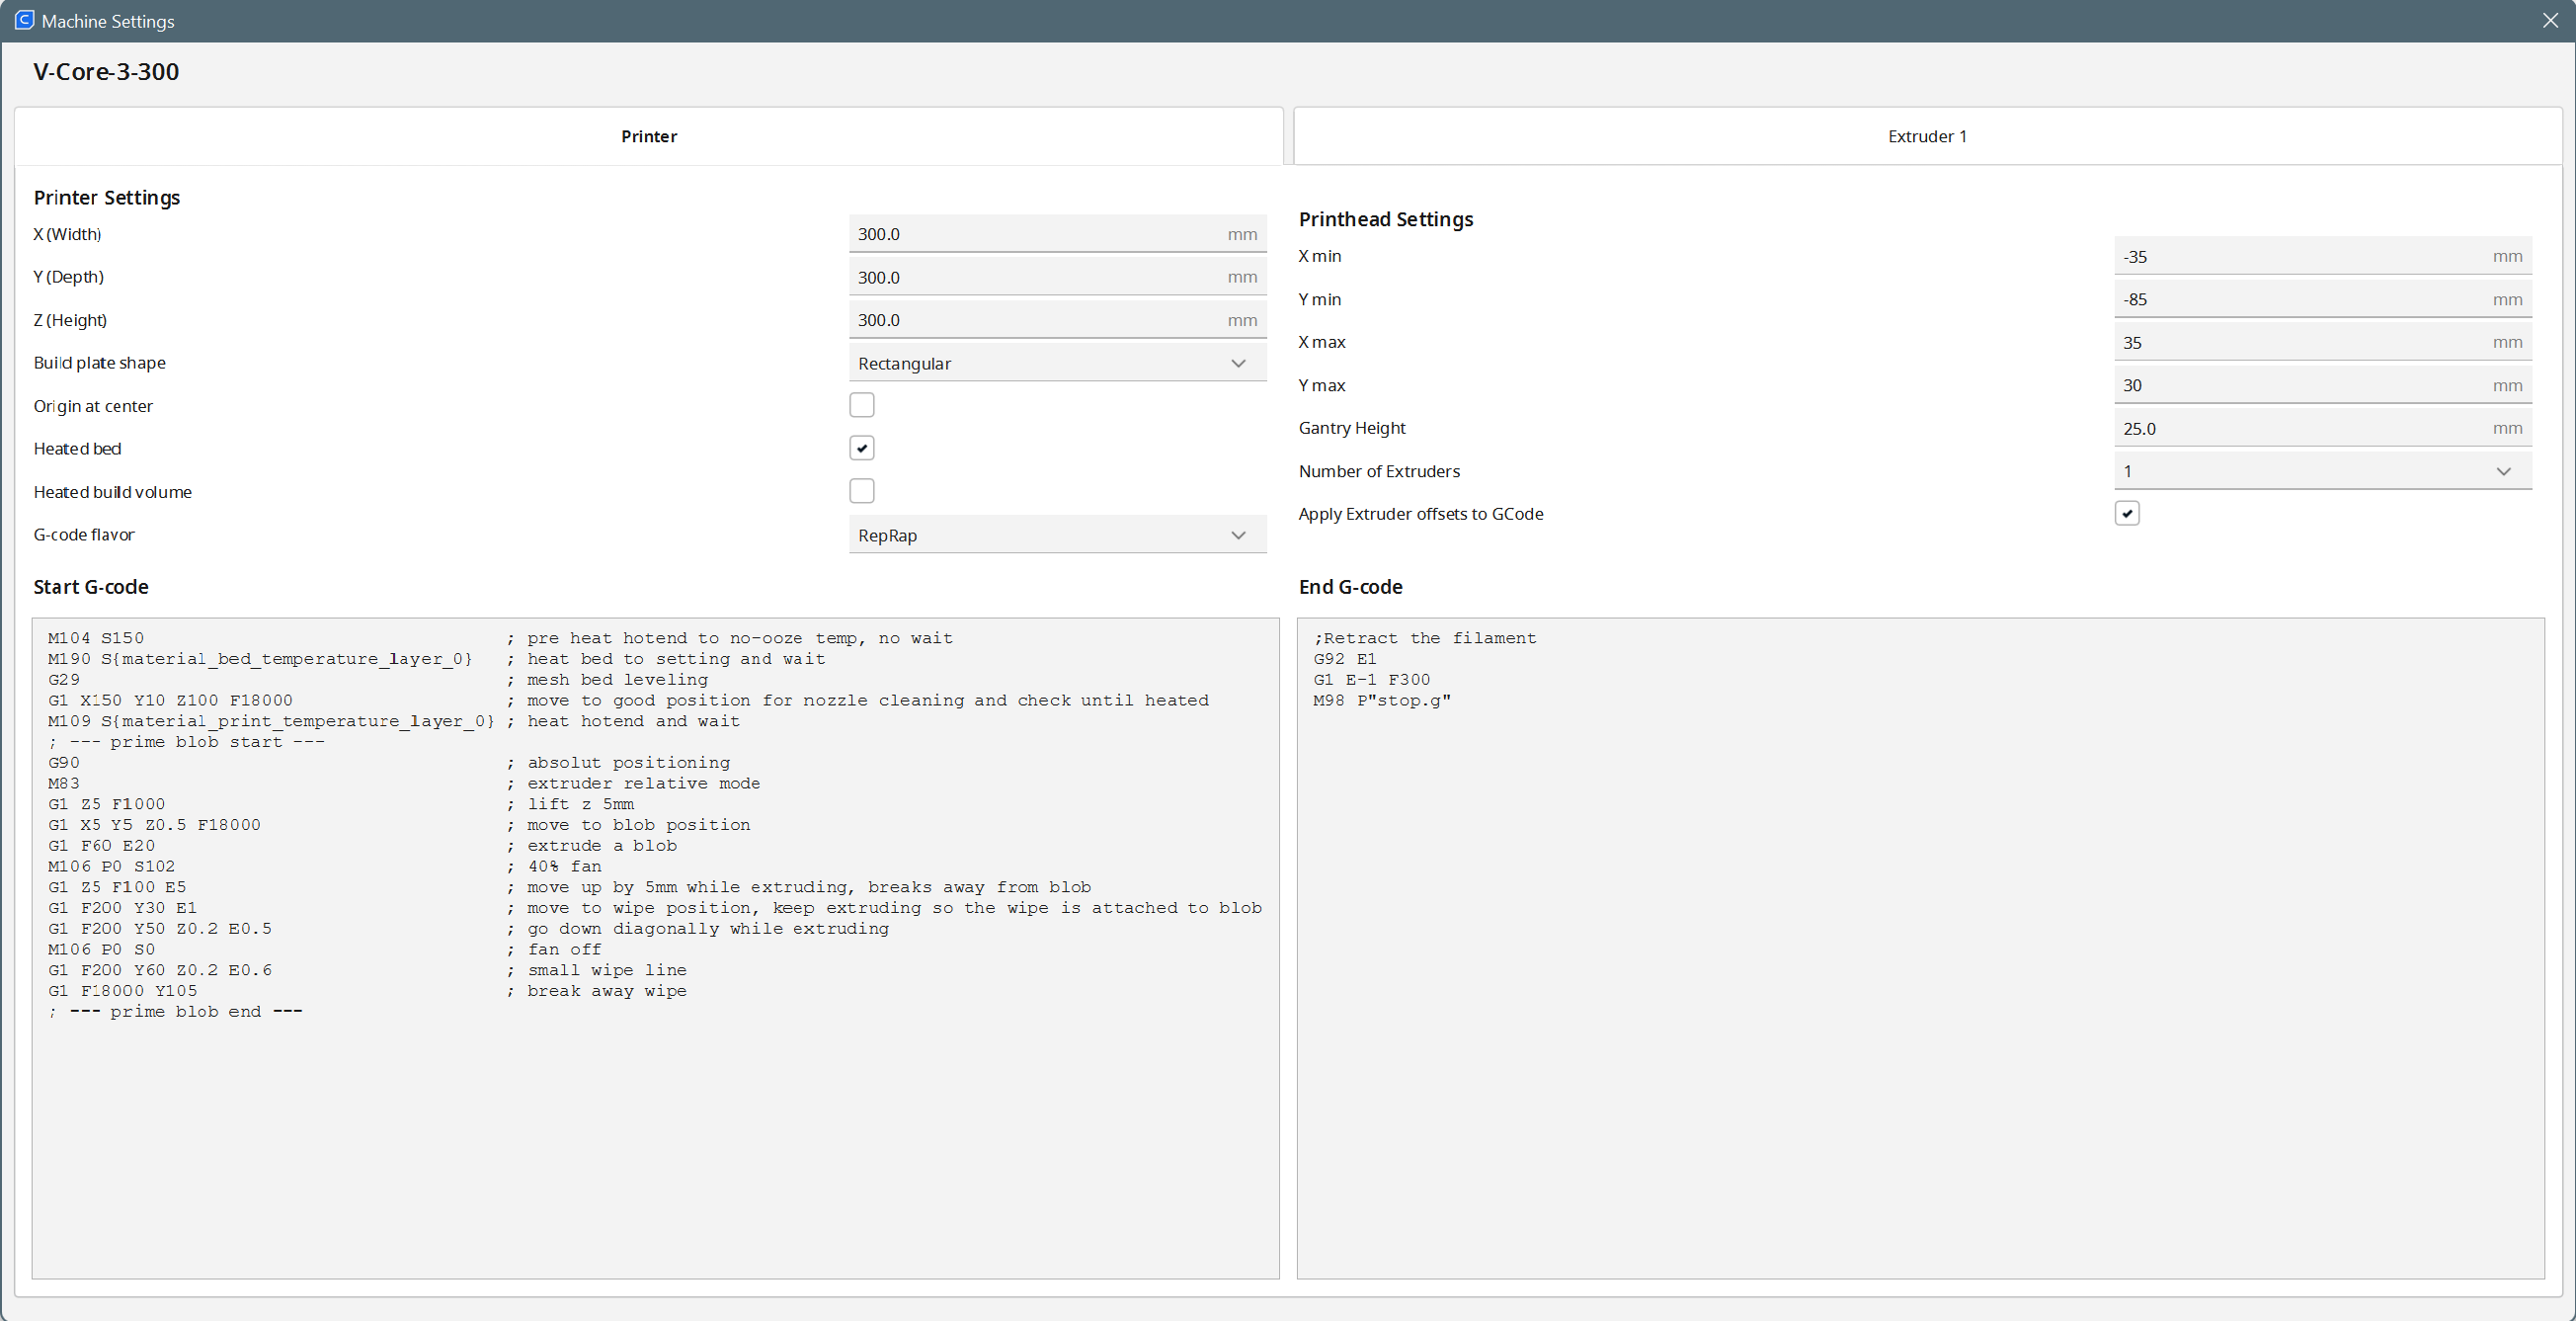 Machine Settings
V-Core-3-300
Printer
Extruder 1
Printer Settings
X (Width)
300.0 mm
Y (Depth)
300.0 mm
Z (Height)
300.0 mm
Build plate shape
Rectangular
Origin at center
Heated bed
Heated build volume
G-code flavor
RepRap
Printhead Settings
X min
-35 mm
Y min
-85 mm
X max
35 mm
Y max
30 mm
Gantry Height
25.0 mm
Number of Extruders
1
Apply Extruder offsets to GCode
Start G-code
M104 S150 ; pre heat hotend to no-ooze temp, no wait
M190 S{material_bed_temperature_layer_0} ; heat bed to setting and wait
G29 ; mesh bed leveling
G1 X150 Y10 Z100 F18000 ; move to good position for nozzle cleaning and check until heated
M109 S{material_print_temperature_layer_0} ; heat hotend and wait
; --- prime blob start ---
G90 ; absolut positioning
M83 ; extruder relative mode
G1 Z5 F1000 ; lift z 5mm
G1 X5 Y5 Z0.5 F18000 ; move to blob position
G1 F60 E20 ; extrude a blob
M106 P0 S102 ; 40% fan
G1 Z5 F100 E5 ; move up by 5mm while extruding, breaks away from blob
G1 F200 Y30 E1 ; move to wipe position, keep extruding so the wipe is attached to blob
G1 F200 Y50 Z0.2 E0.5 ; go down diagonally while extruding
M106 P0 S0 ; fan off
G1 F200 Y60 Z0.2 E0.6 ; small wipe line
G1 F18000 Y105 ; break away wipe
; --- prime blob end ---
End G-code
;Retract the filament
G92 E1
G1 E-1 F300
M98 P"stop.g"